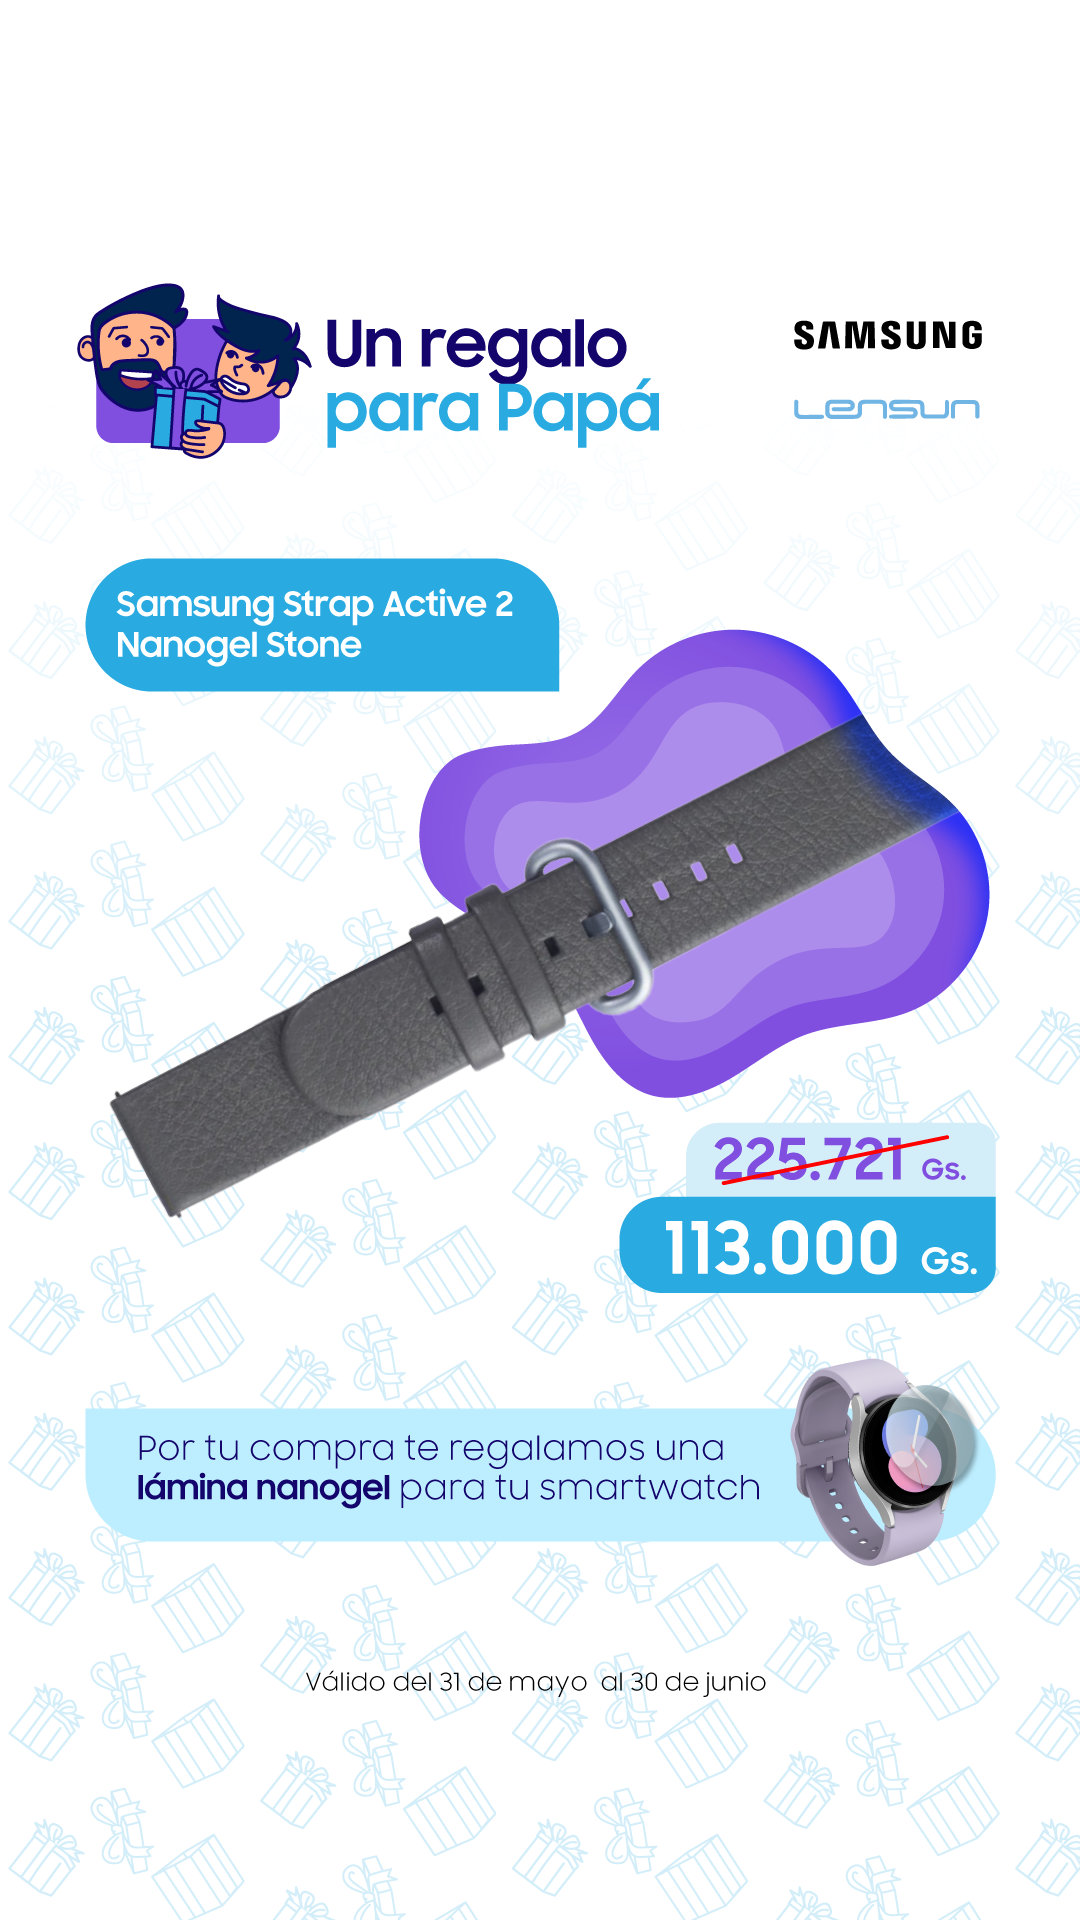 Un regalo
para Papá
SAMSUNG
Lensun
Samsung Strap Active 2
Nanogel Stone
225.721 Gs.
113.000 Gs.
Por tu compra te regalamos una
lámina nanogel para tu smartwatch
Válido del 31 de mayo al 30 de junio